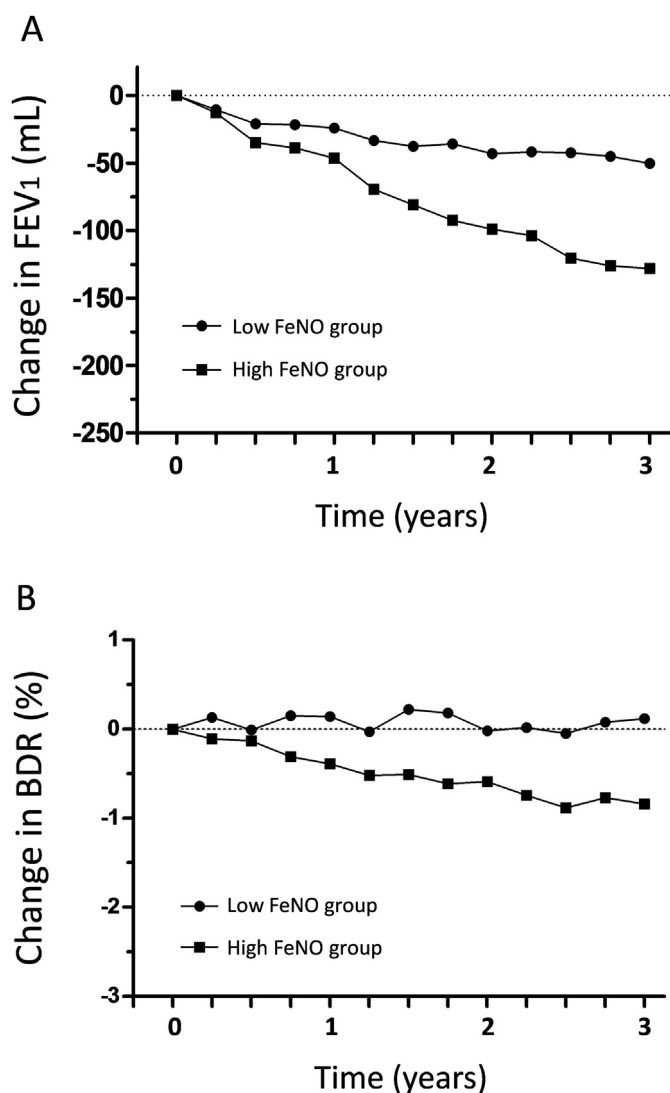 A
Change in FEV1 (mL)
0
-50
-100
-150
-200
-250
Low FeNO group
High FeNO group
0 1 2 3
Time (years)
B
Change in BDR (%)
1
0
-1
-2
-3
Low FeNO group
High FeNO group
0 1 2 3
Time (years)